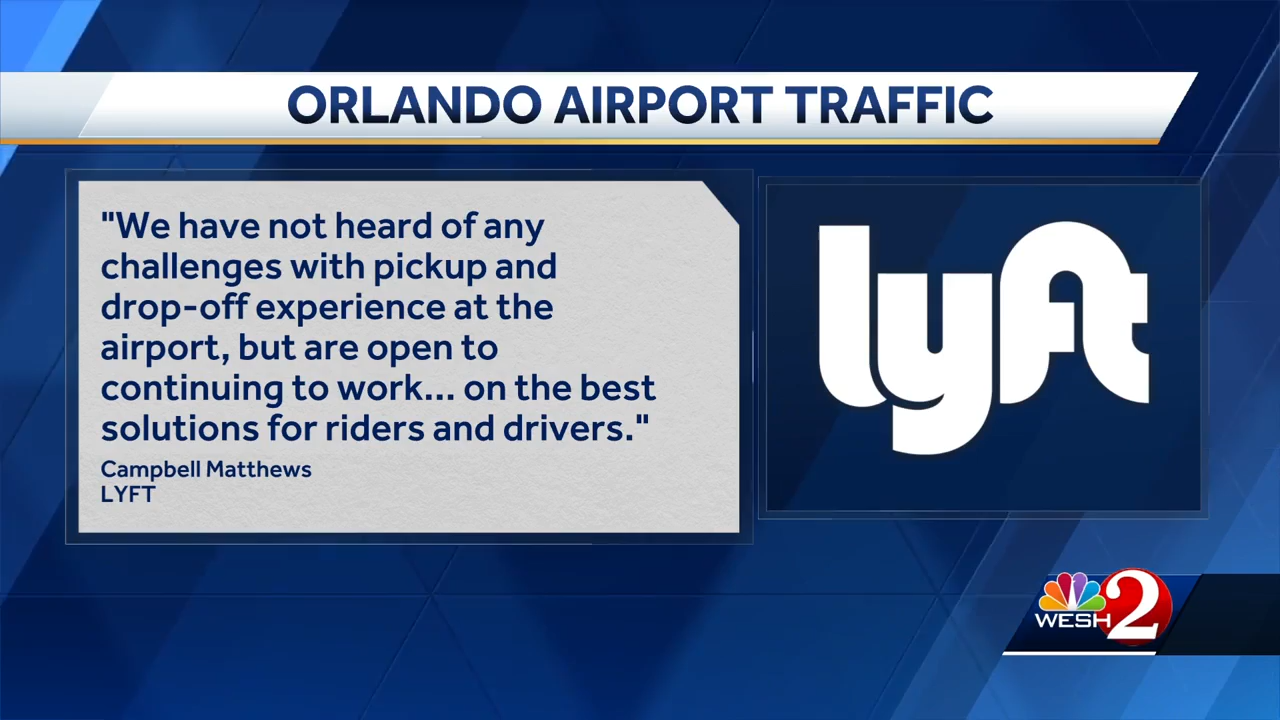 ORLANDO AIRPORT TRAFFIC
"We have not heard of any
challenges with pickup and
drop-off experience at the
airport, but are open to
continuing to work... on the best
solutions for riders and drivers."
Campbell Matthews
LYFT
lyft
WESH 2